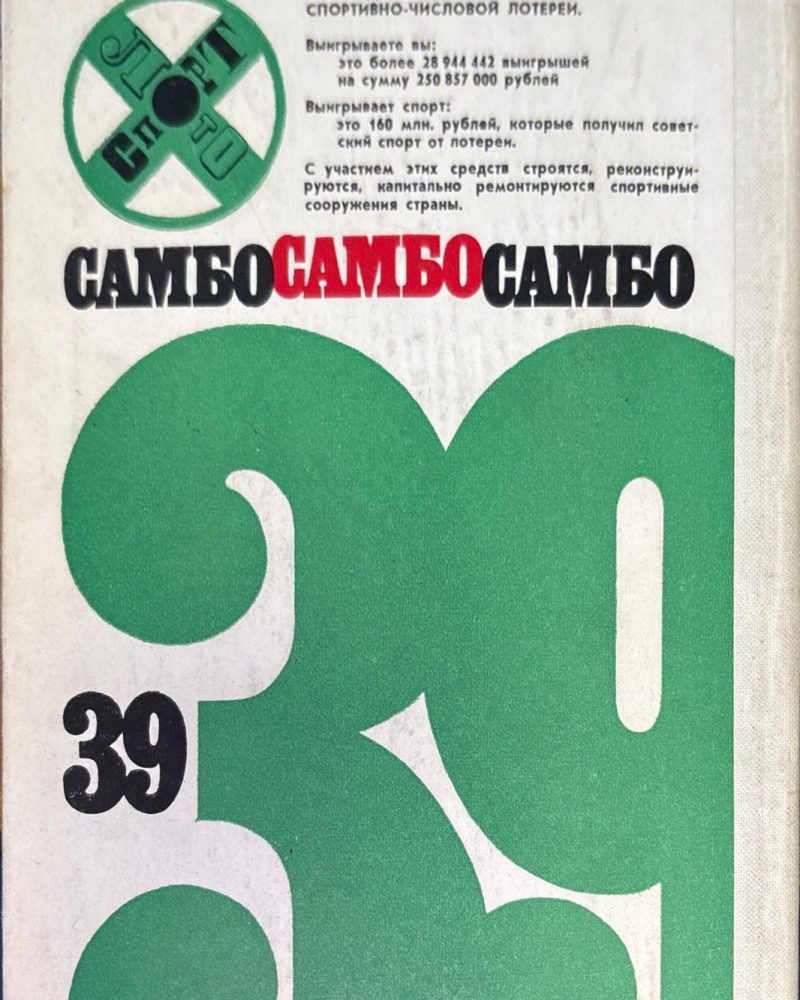 СПОРТИВНО-ЧИСЛОВОЙ ЛОТЕРЕИ.
Выигрываете вы:
это более 28 944 442 выигрышей
на сумму 250 857 000 рублей
Выигрывает спорт:
это 160 млн. рублей, которые получил совет-
ский спорт от лотереи.
С участием этих средств строятся, реконструи-
руются, капитально ремонтируются спортивные
сооружения страны.
СПОРТ
ЛОТО
САМБОСАМБОСАМБО
39
39